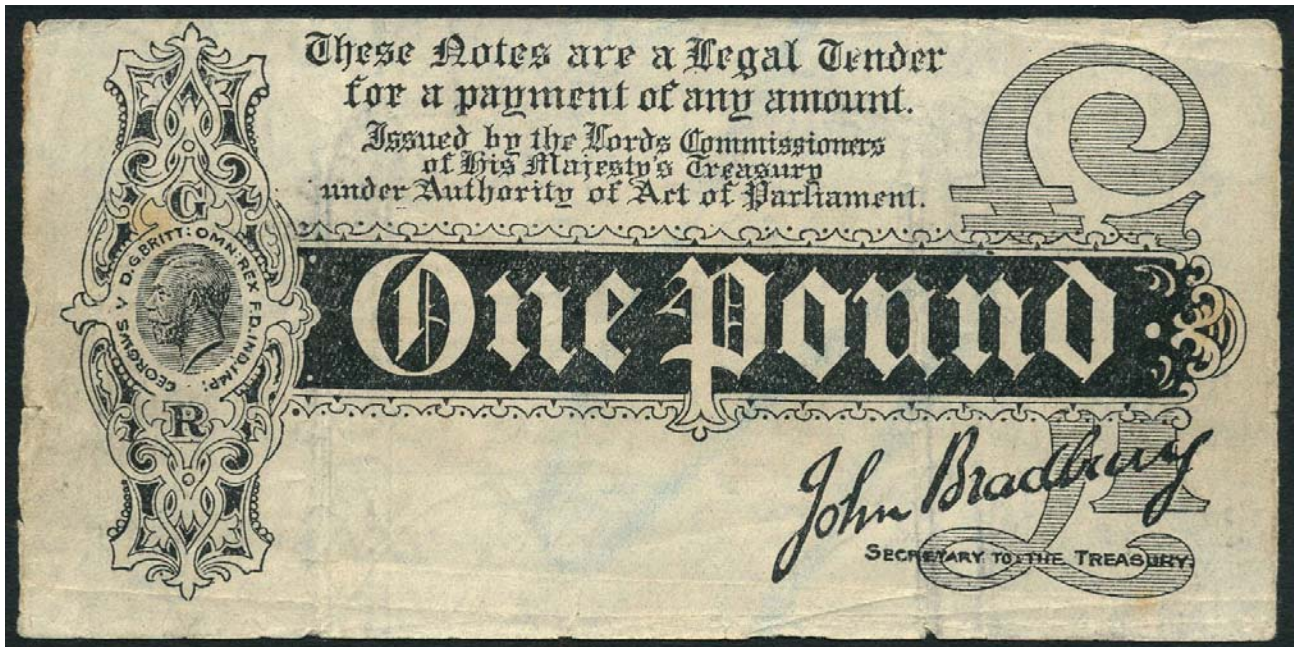 These Notes are a Legal Tender
for a payment of any amount.
Issued by the Lords Commissioners
of His Majesty's Treasury
under Authority of Act of Parliament.
£1
G
GEORGIVS V D.G.BRITT: OMN: REX F.D. IND: IMP:
R
One Pound
John Bradbury
SECRETARY TO THE TREASURY.